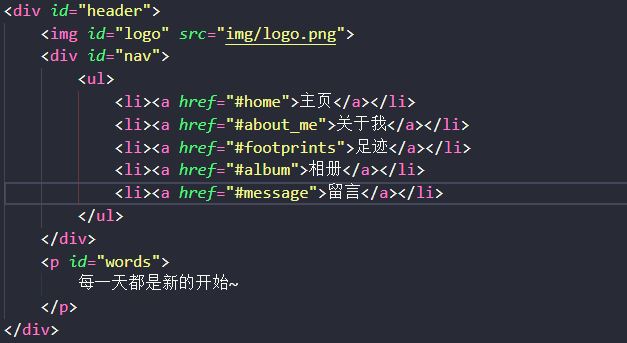 <div id="header">
<img id="logo" src="img/logo.png">
<div id="nav">
<ul>
<li><a href="#home">主页</a></li>
<li><a href="#about_me">关于我</a></li>
<li><a href="#footprints">足迹</a></li>
<li><a href="#album">相册</a></li>
<li><a href="#message">留言</a></li>
</ul>
</div>
<p id="words">
每一天都是新的开始~
</p>
</div>